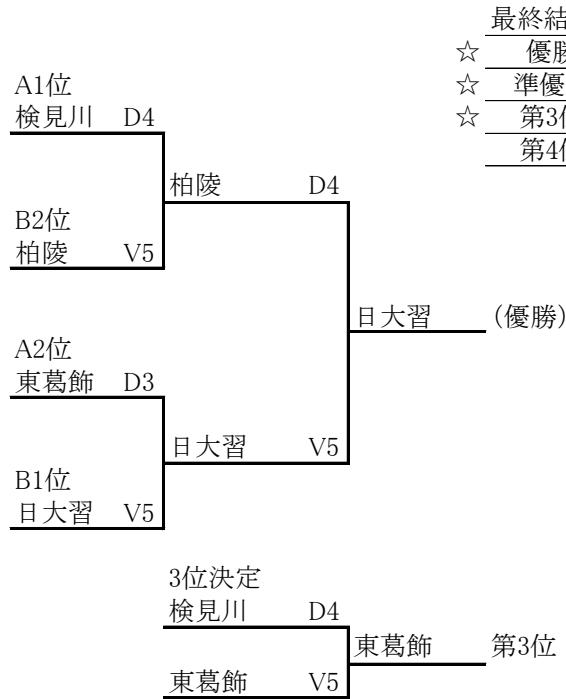 最終結
☆ 優勝
☆ 準優
☆ 第3位
第4位
A1位
検見川 D4
柏陵 D4
B2位
柏陵 V5
日大習 (優勝)
A2位
東葛飾 D3
日大習 V5
B1位
日大習 V5
3位決定
検見川 D4
東葛飾 第3位
東葛飾 V5